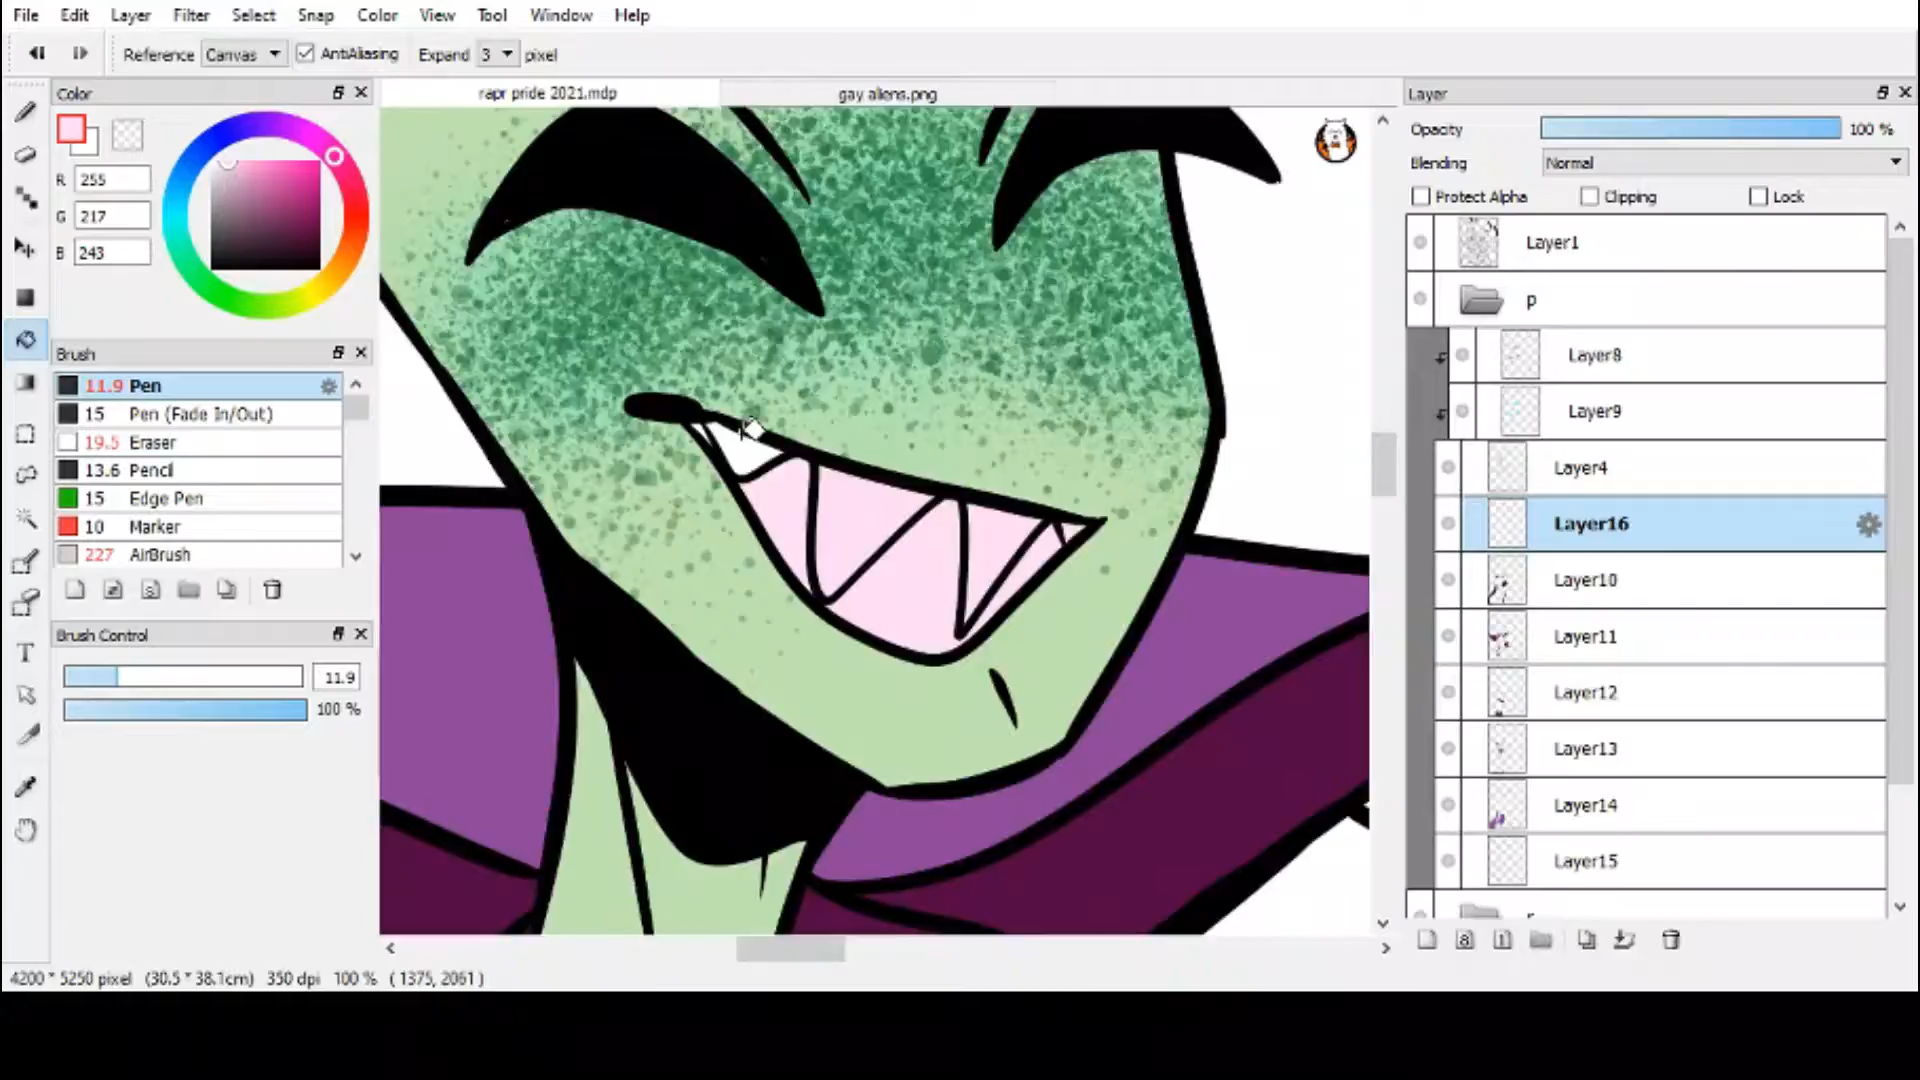 File Edit Layer Filter Select Snap Color View Tool Window Help
Reference Canvas AntiAliasing Expand 3 pixel
Color
rapr pride 2021.mdp
gay aliens.png
Layer
R 255
G 217
B 243
Opacity 100 %
Blending Normal
Protect Alpha Clipping Lock
Brush
11.9 Pen
15 Pen (Fade In/Out)
19.5 Eraser
13.6 Pencil
15 Edge Pen
10 Marker
227 AirBrush
Brush Control
11.9
100 %
Layer1
p
Layer8
Layer9
Layer4
Layer16
Layer10
Layer11
Layer12
Layer13
Layer14
Layer15
T
4200 * 5250 pixel (30.5 * 38.1cm) 350 dpi 100 % ( 1375, 2061 )